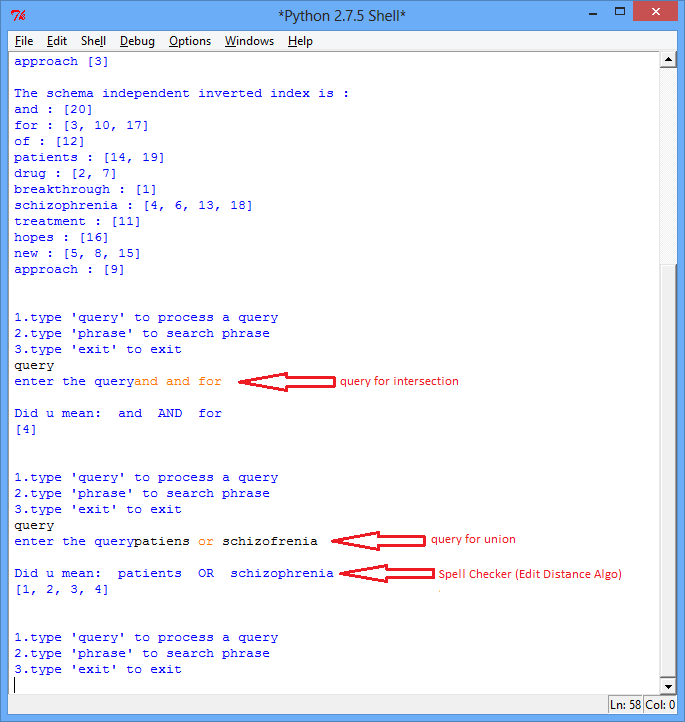 *Python 2.7.5 Shell*
File Edit Shell Debug Options Windows Help
approach [3]
The schema independent inverted index is :
and : [20]
for : [3, 10, 17]
of : [12]
patients : [14, 19]
drug : [2, 7]
breakthrough : [1]
schizophrenia : [4, 6, 13, 18]
treatment : [11]
hopes : [16]
new : [5, 8, 15]
approach : [9]
1.type 'query' to process a query
2.type 'phrase' to search phrase
3.type 'exit' to exit
query
enter the queryand and for query for intersection
Did u mean: and AND for
[4]
1.type 'query' to process a query
2.type 'phrase' to search phrase
3.type 'exit' to exit
query
enter the querypatiens or schizofrenia query for union
Did u mean: patients OR schizophrenia Spell Checker (Edit Distance Algo)
[1, 2, 3, 4]
1.type 'query' to process a query
2.type 'phrase' to search phrase
3.type 'exit' to exit
Ln: 58 Col: 0